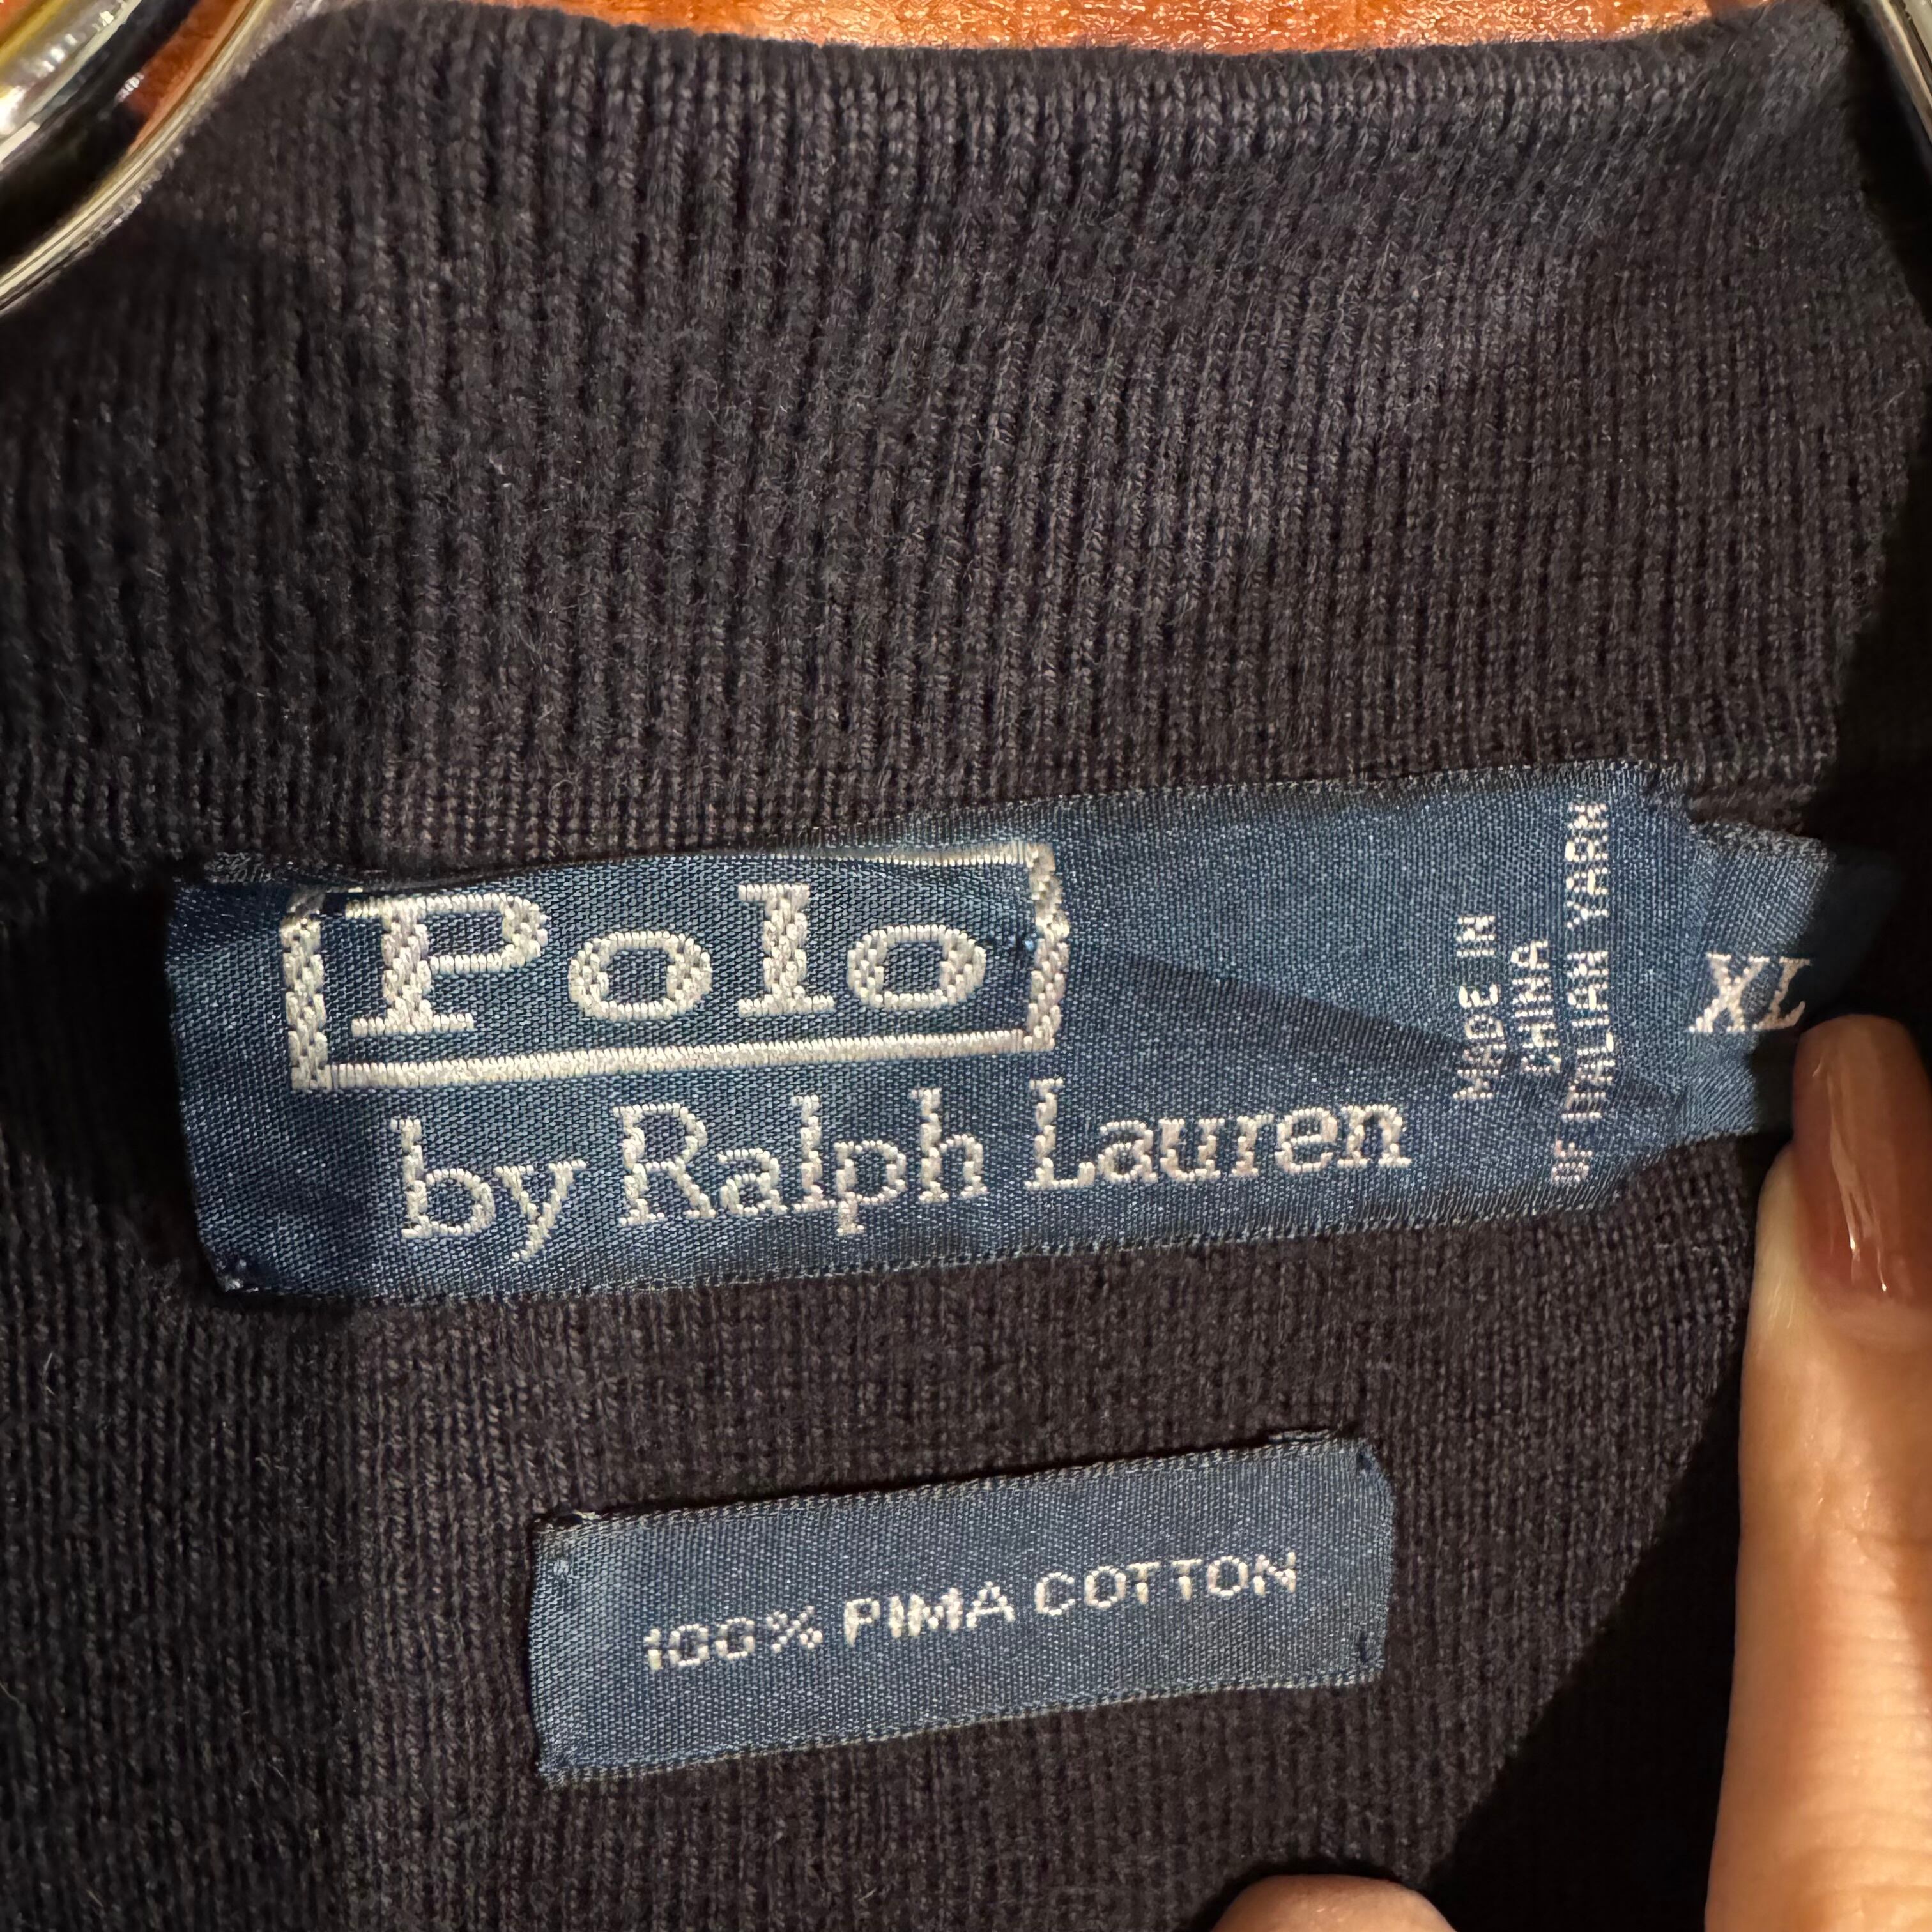 Polo
by Ralph Lauren
MADE IN
CHINA
OF ITALIAN YARN
XL
100% PIMA COTTON